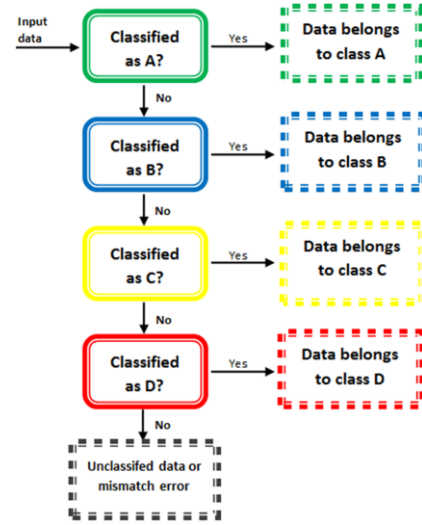 Input
data
Classified
as A?
Yes
Data belongs
to class A
No
Classified
as B?
Yes
Data belongs
to class B
No
Classified
as C?
Yes
Data belongs
to class C
No
Classified
as D?
Yes
Data belongs
to class D
No
Unclassifed data or
mismatch error